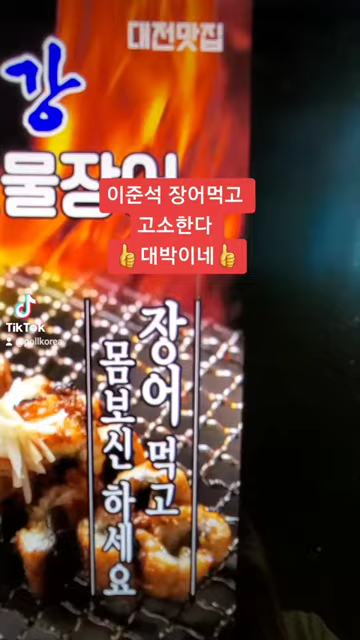 대전맛집
강
물장어
이준석 장어먹고
고소한다
👍대박이네👍
TikTok
@pollkorea
장어 먹고
몸보신 하세요